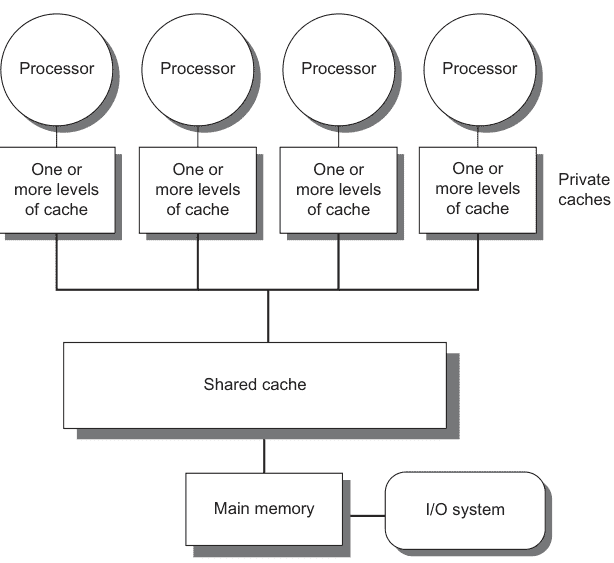 Processor
Processor
Processor
Processor
One or
more levels
of cache
One or
more levels
of cache
One or
more levels
of cache
One or
more levels
of cache
Private
caches
Shared cache
Main memory
I/O system